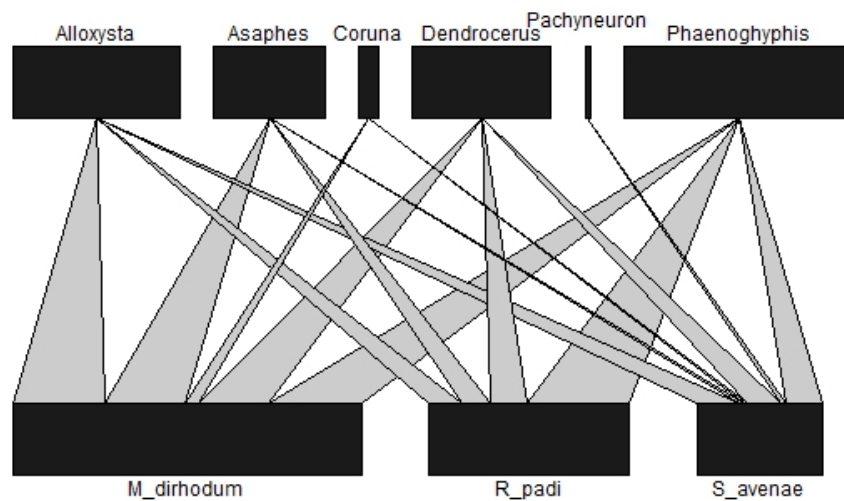 Alloxysta
Asaphes
Coruna
Dendrocerus
Pachyneuron
Phaenoghyphis
M_dirhodum
R_padi
S_avenae